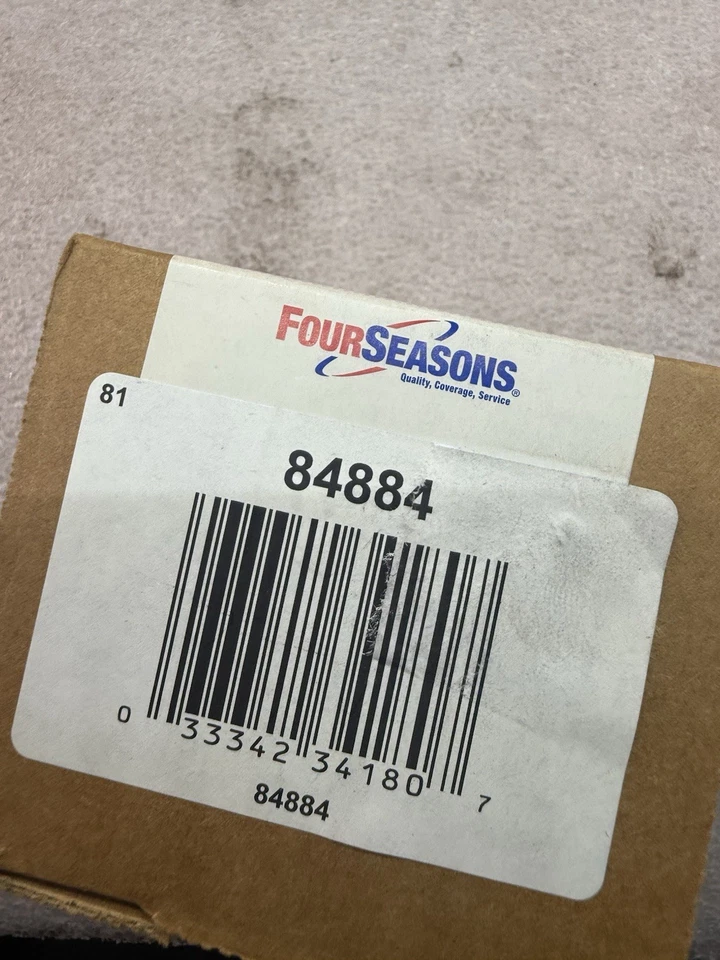 FOURSEASONS®
Quality, Coverage, Service
81
84884
0 33342 34180 7
84884